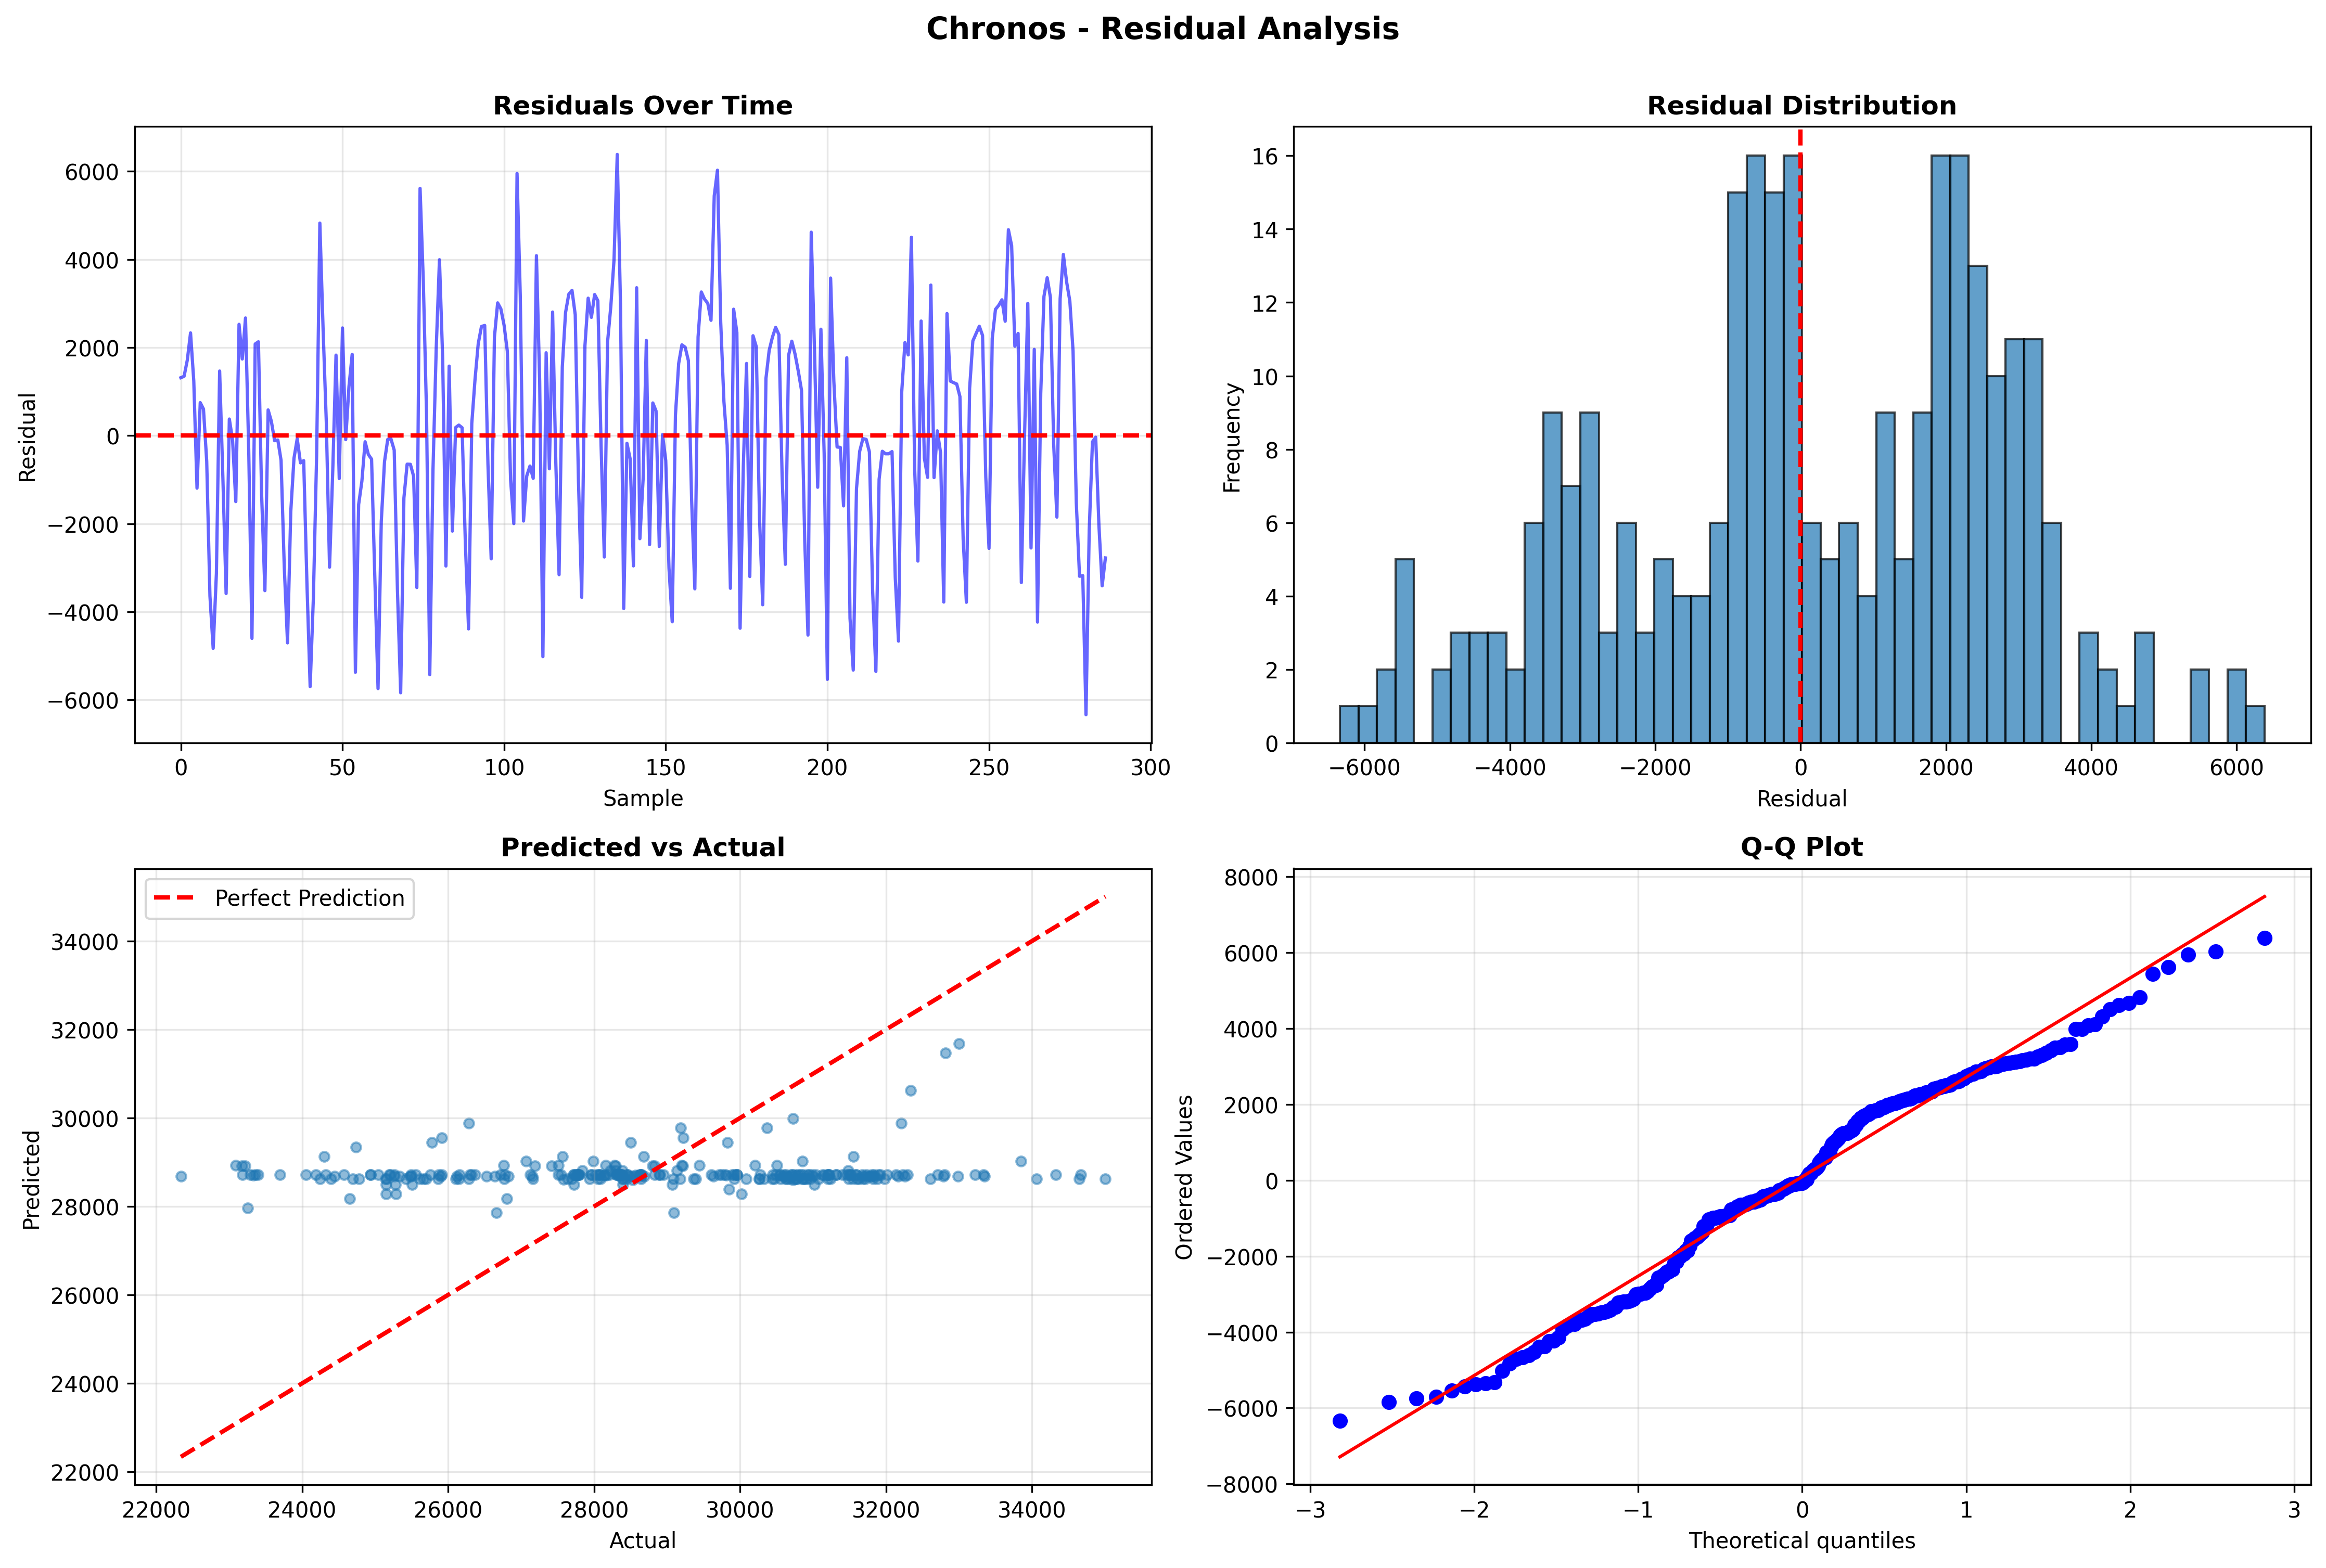 Chronos - Residual Analysis
Residuals Over Time
6000
4000
2000
0
−2000
−4000
−6000
Residual
0 50 100 150 200 250 300
Sample
Residual Distribution
16
14
12
10
8
6
4
2
0
Frequency
−6000 −4000 −2000 0 2000 4000 6000
Residual
Predicted vs Actual
Perfect Prediction
34000
32000
30000
28000
26000
24000
22000
Predicted
22000 24000 26000 28000 30000 32000 34000
Actual
Q-Q Plot
8000
6000
4000
2000
0
−2000
−4000
−6000
−8000
Ordered Values
−3 −2 −1 0 1 2 3
Theoretical quantiles